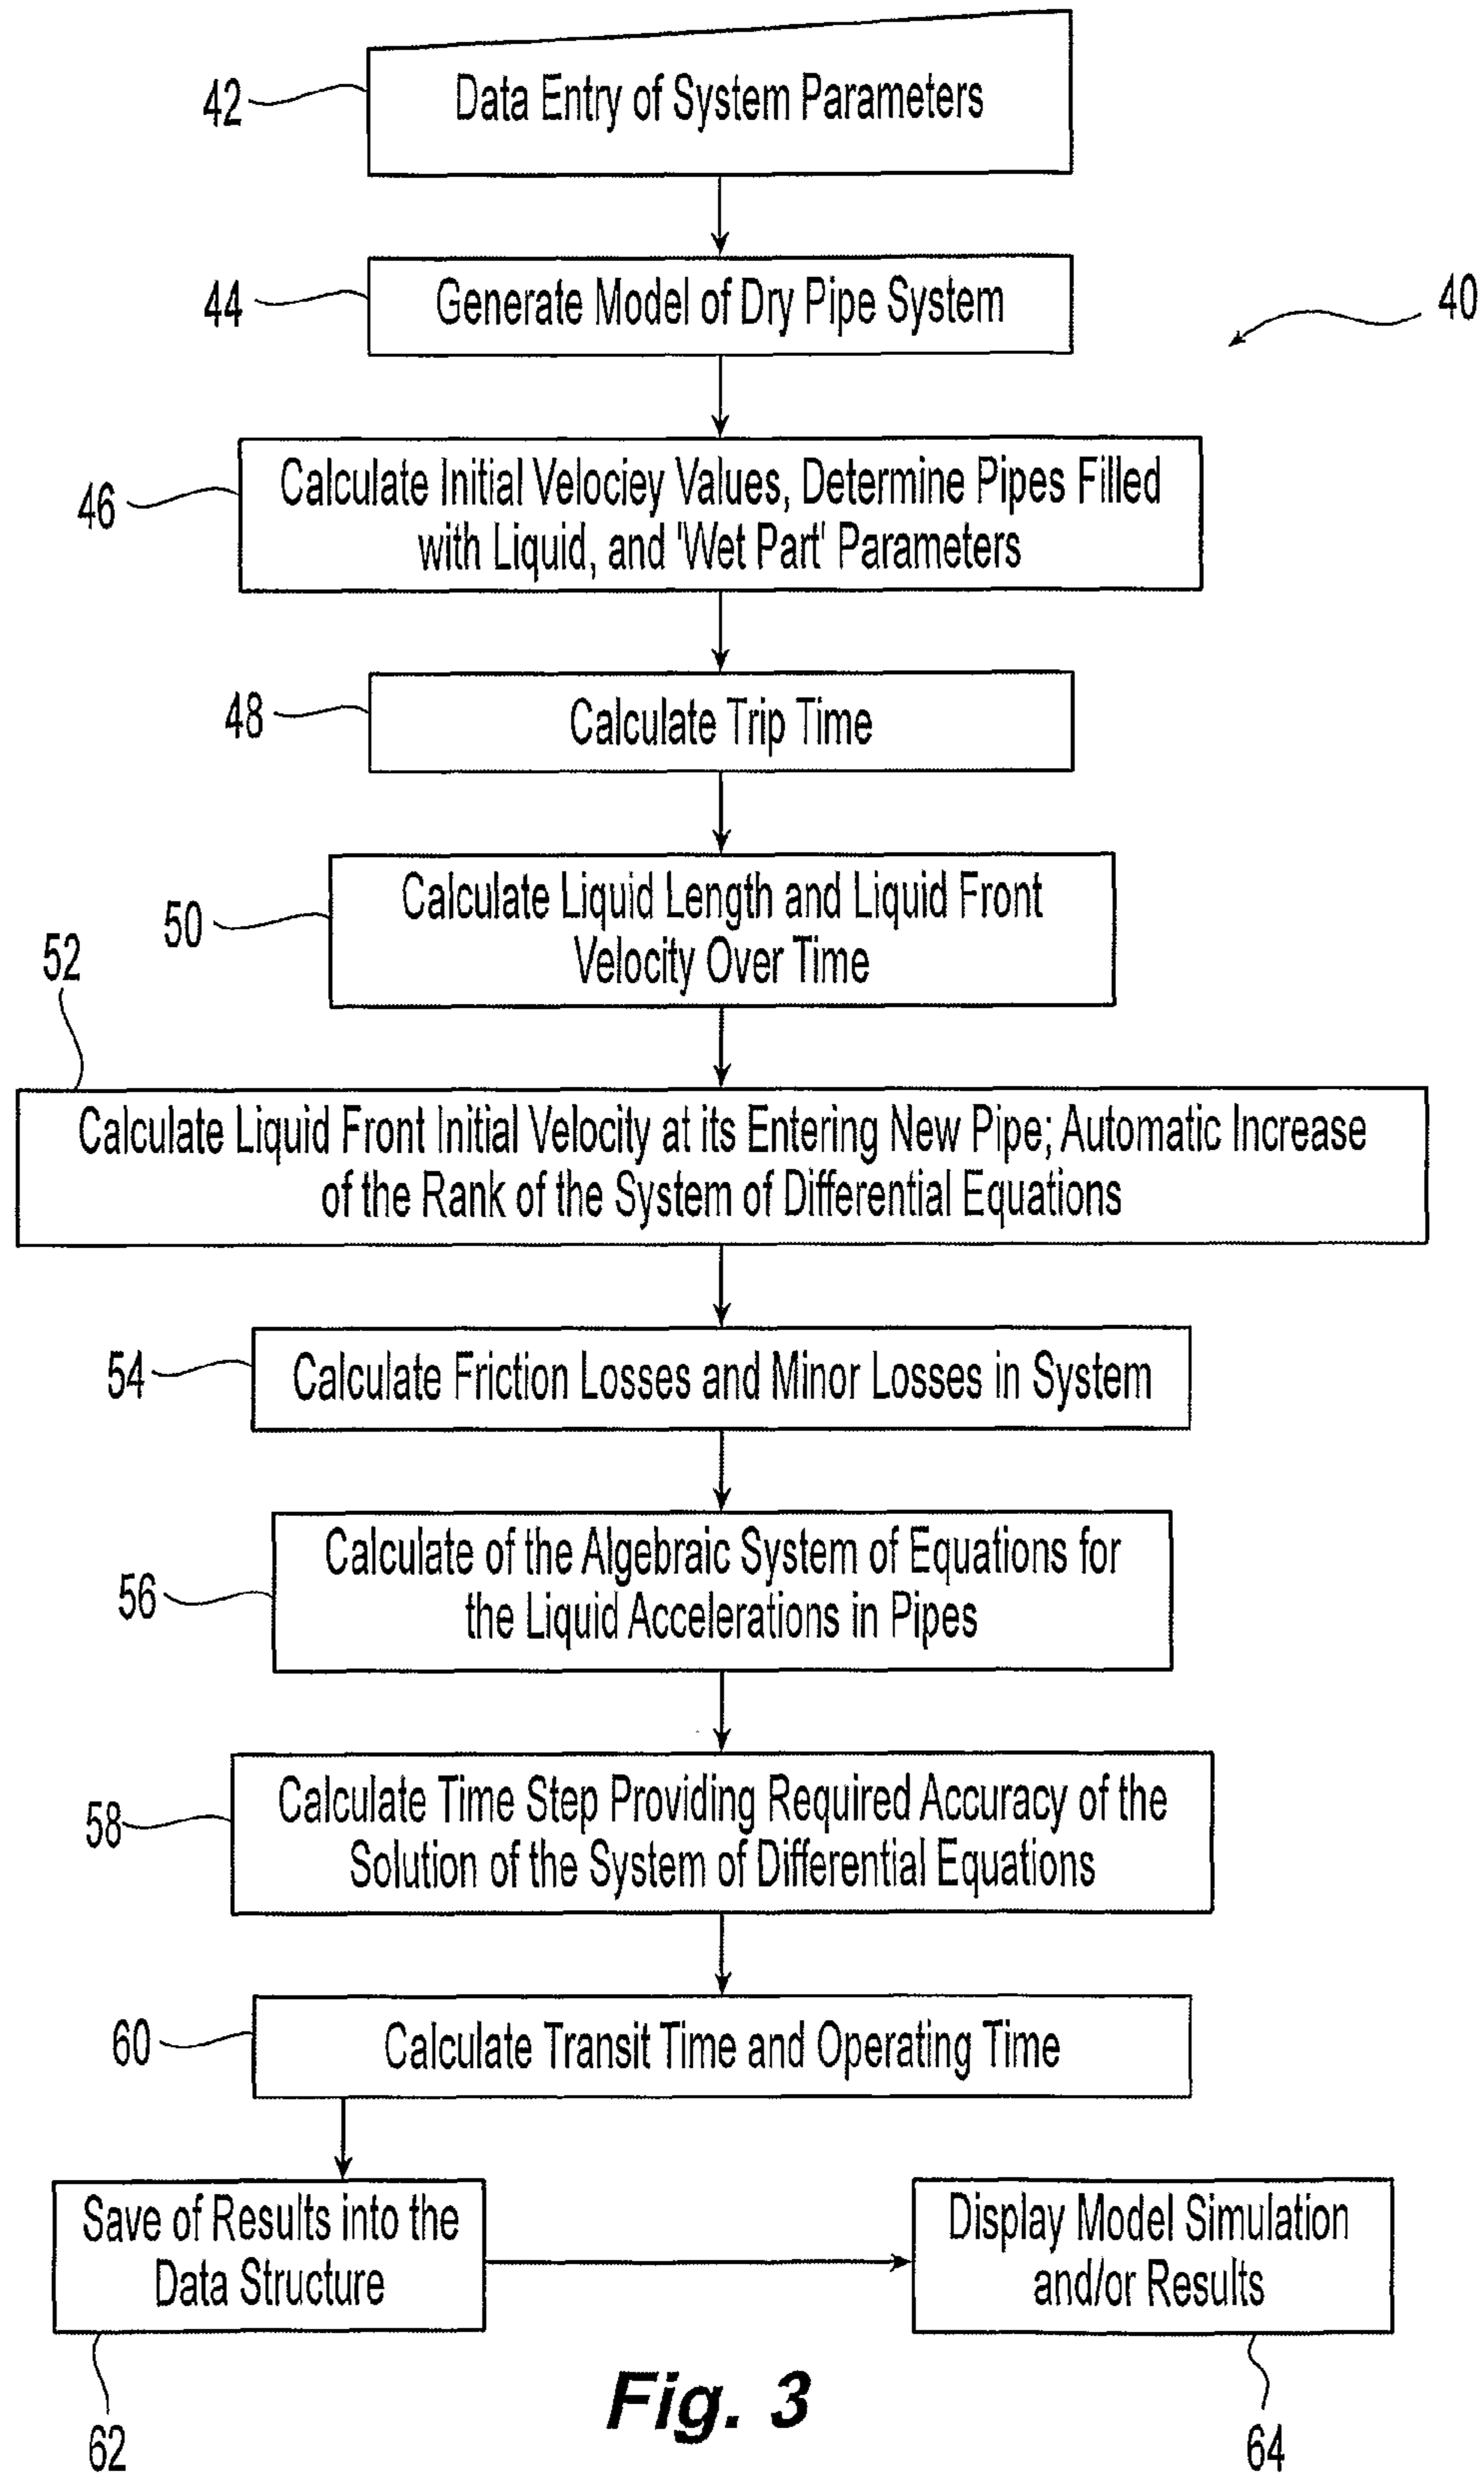 42
Data Entry of System Parameters
44
Generate Model of Dry Pipe System
40
46
Calculate Initial Velociey Values, Determine Pipes Filled
with Liquid, and 'Wet Part' Parameters
48
Calculate Trip Time
50
Calculate Liquid Length and Liquid Front
Velocity Over Time
52
Calculate Liquid Front Initial Velocity at its Entering New Pipe; Automatic Increase
of the Rank of the System of Differential Equations
54
Calculate Friction Losses and Minor Losses in System
56
Calculate of the Algebraic System of Equations for
the Liquid Accelerations in Pipes
58
Calculate Time Step Providing Required Accuracy of the
Solution of the System of Differential Equations
60
Calculate Transit Time and Operating Time
Save of Results into the
Data Structure
62
Display Model Simulation
and/or Results
64
Fig. 3